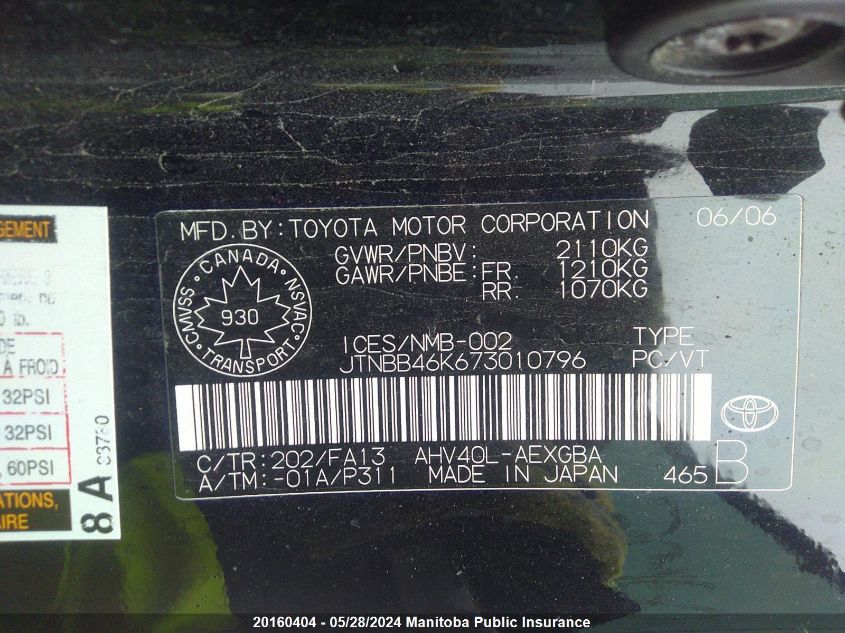 MFD. BY: TOYOTA MOTOR CORPORATION 06/06
GVWR/PNBV: 2110KG
GAWR/PNBE: FR. 1210KG
RR. 1070KG
CMVSS · CANADA · NSVAC
930
TRANSPORT
ICES/NMB-002 TYPE
JTNBB46K673010796 PC/VT
C/TR: 202/FA13 AHV40L-AEXGBA
A/TM: -01A/P311 MADE IN JAPAN 465 B
GEMENT
DE
A FROID
32PSI
32PSI
, 60PSI
ATIONS,
AIRE
8A
20160404 - 05/28/2024 Manitoba Public Insurance